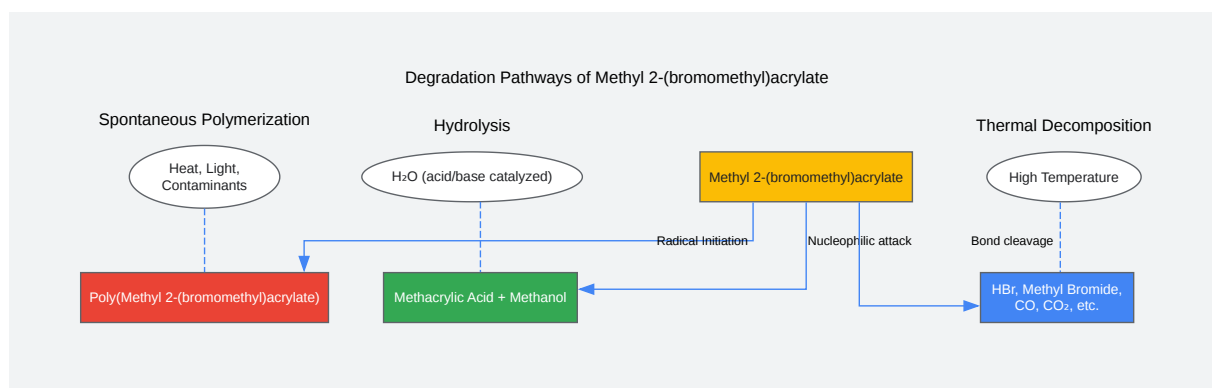 Degradation Pathways of Methyl 2-(bromomethyl)acrylate
Spontaneous Polymerization
Hydrolysis
Thermal Decomposition
Heat, Light,
Contaminants
H₂O (acid/base catalyzed)
Methyl 2-(bromomethyl)acrylate
High Temperature
Radical Initiation
Nucleophilic attack
Bond cleavage
Poly(Methyl 2-(bromomethyl)acrylate)
Methacrylic Acid + Methanol
HBr, Methyl Bromide,
CO, CO₂, etc.